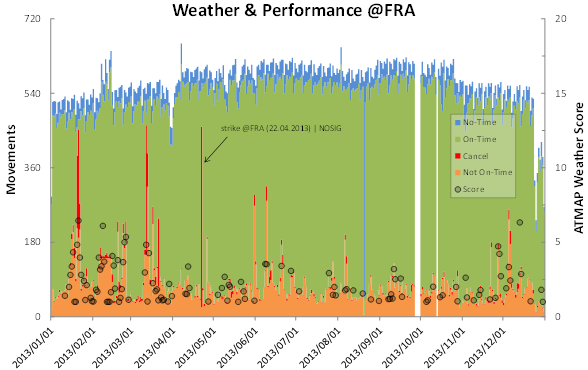 Weather & Performance @FRA
720
540
360
180
0
Movements
20
15
10
5
0
ATMAP Weather Score
strike @FRA (22.04.2013) | NOSIG
No-Time
On-Time
Cancel
Not On-Time
Score
2013/01/01
2013/02/01
2013/03/01
2013/04/01
2013/05/01
2013/06/01
2013/07/01
2013/08/01
2013/09/01
2013/10/01
2013/11/01
2013/12/01